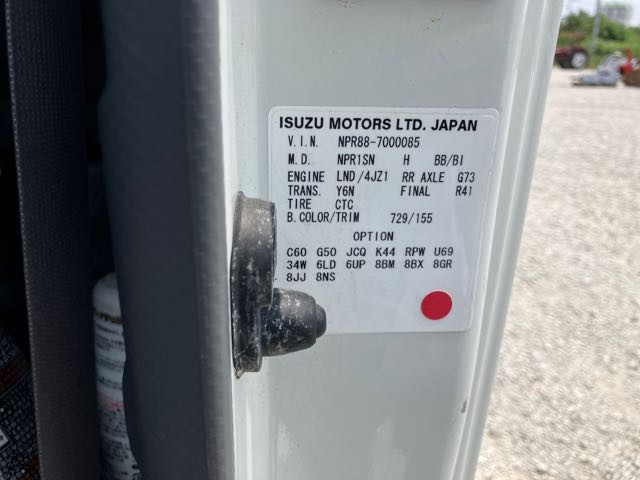 ISUZU MOTORS LTD. JAPAN
V.I.N. NPR88-7000085
M.D. NPR1SN H BB/BI
ENGINE LND/4JZ1 RR AXLE G73
TRANS. Y6N FINAL R41
TIRE CTC
B.COLOR/TRIM 729/155
OPTION
C60 G50 JCQ K44 RPW U69
34W 6LD 6UP 8BM 8BX 8GR
8JJ 8NS